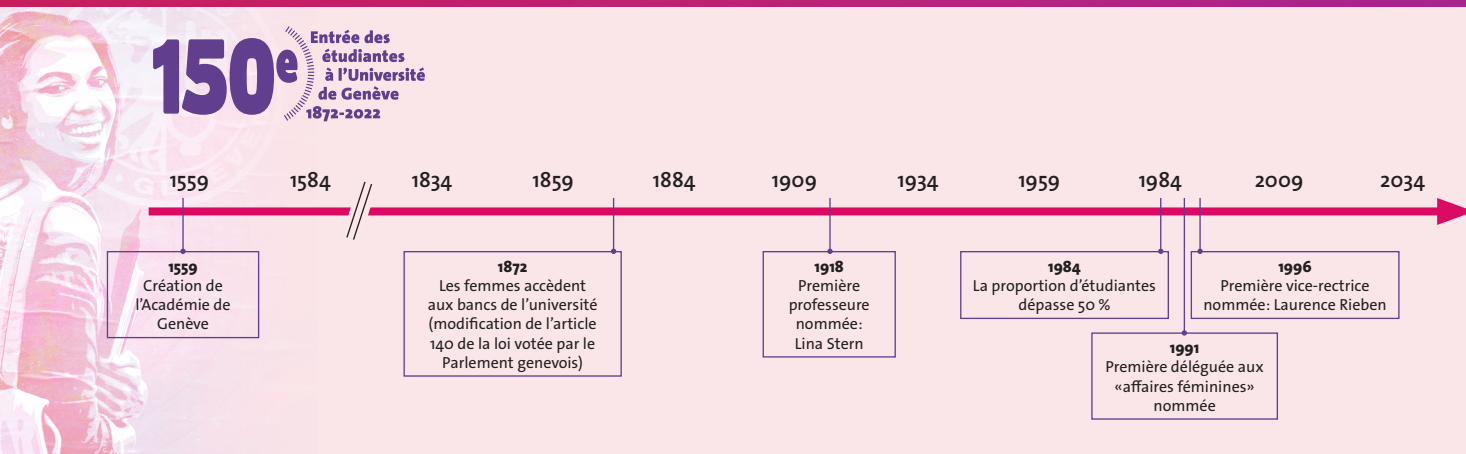 150e
Entrée des
étudiantes
à l'Université
de Genève
1872-2022
1559 1584 1834 1859 1884 1909 1934 1959 1984 2009 2034
1559
Création de
l'Académie de
Genève
1872
Les femmes accèdent
aux bancs de l'université
(modification de l'article
140 de la loi votée par le
Parlement genevois)
1918
Première
professeure
nommée:
Lina Stern
1984
La proportion d'étudiantes
dépasse 50 %
1991
Première déléguée aux
«affaires féminines»
nommée
1996
Première vice-rectrice
nommée: Laurence Rieben